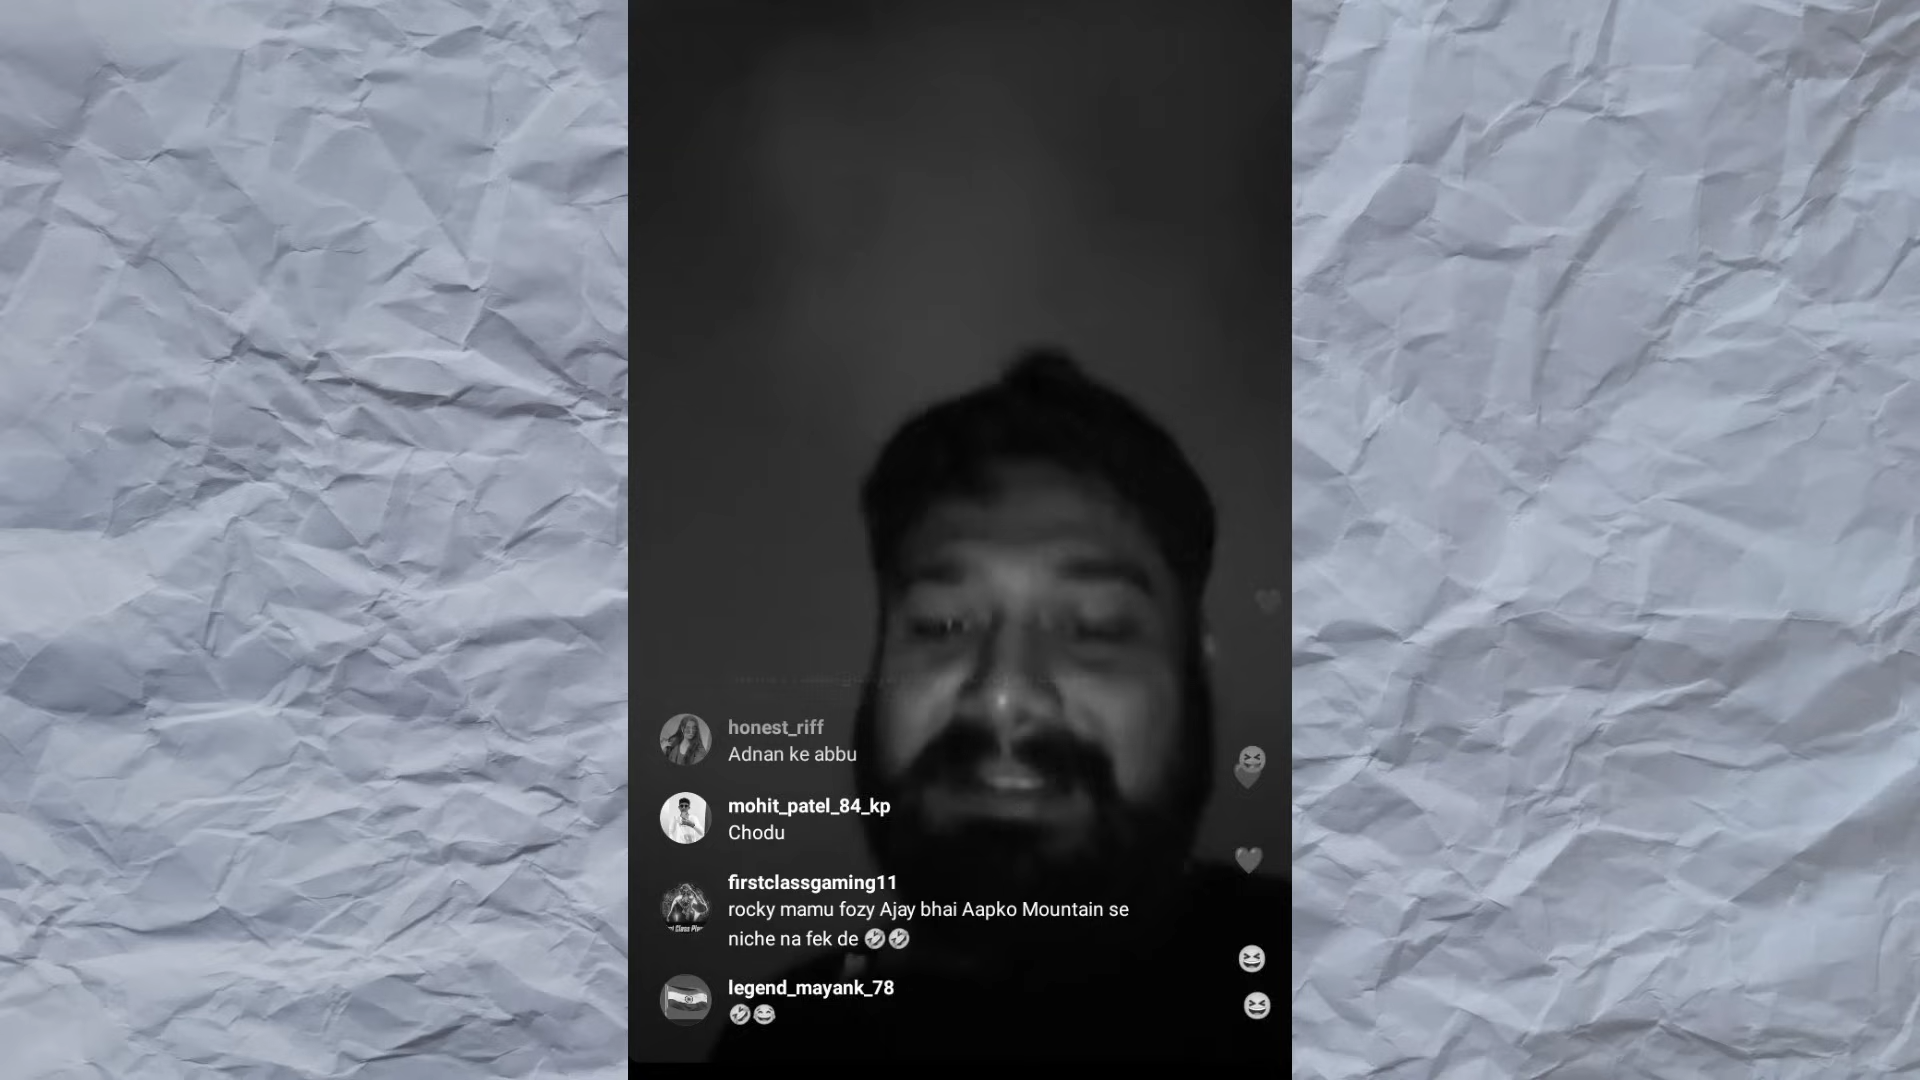 honest_riff
Adnan ke abbu
mohit_patel_84_kp
Chodu
firstclassgaming11
rocky mamu fozy Ajay bhai Aapko Mountain se
niche na fek de 🤣🤣
legend_mayank_78
🤣😂